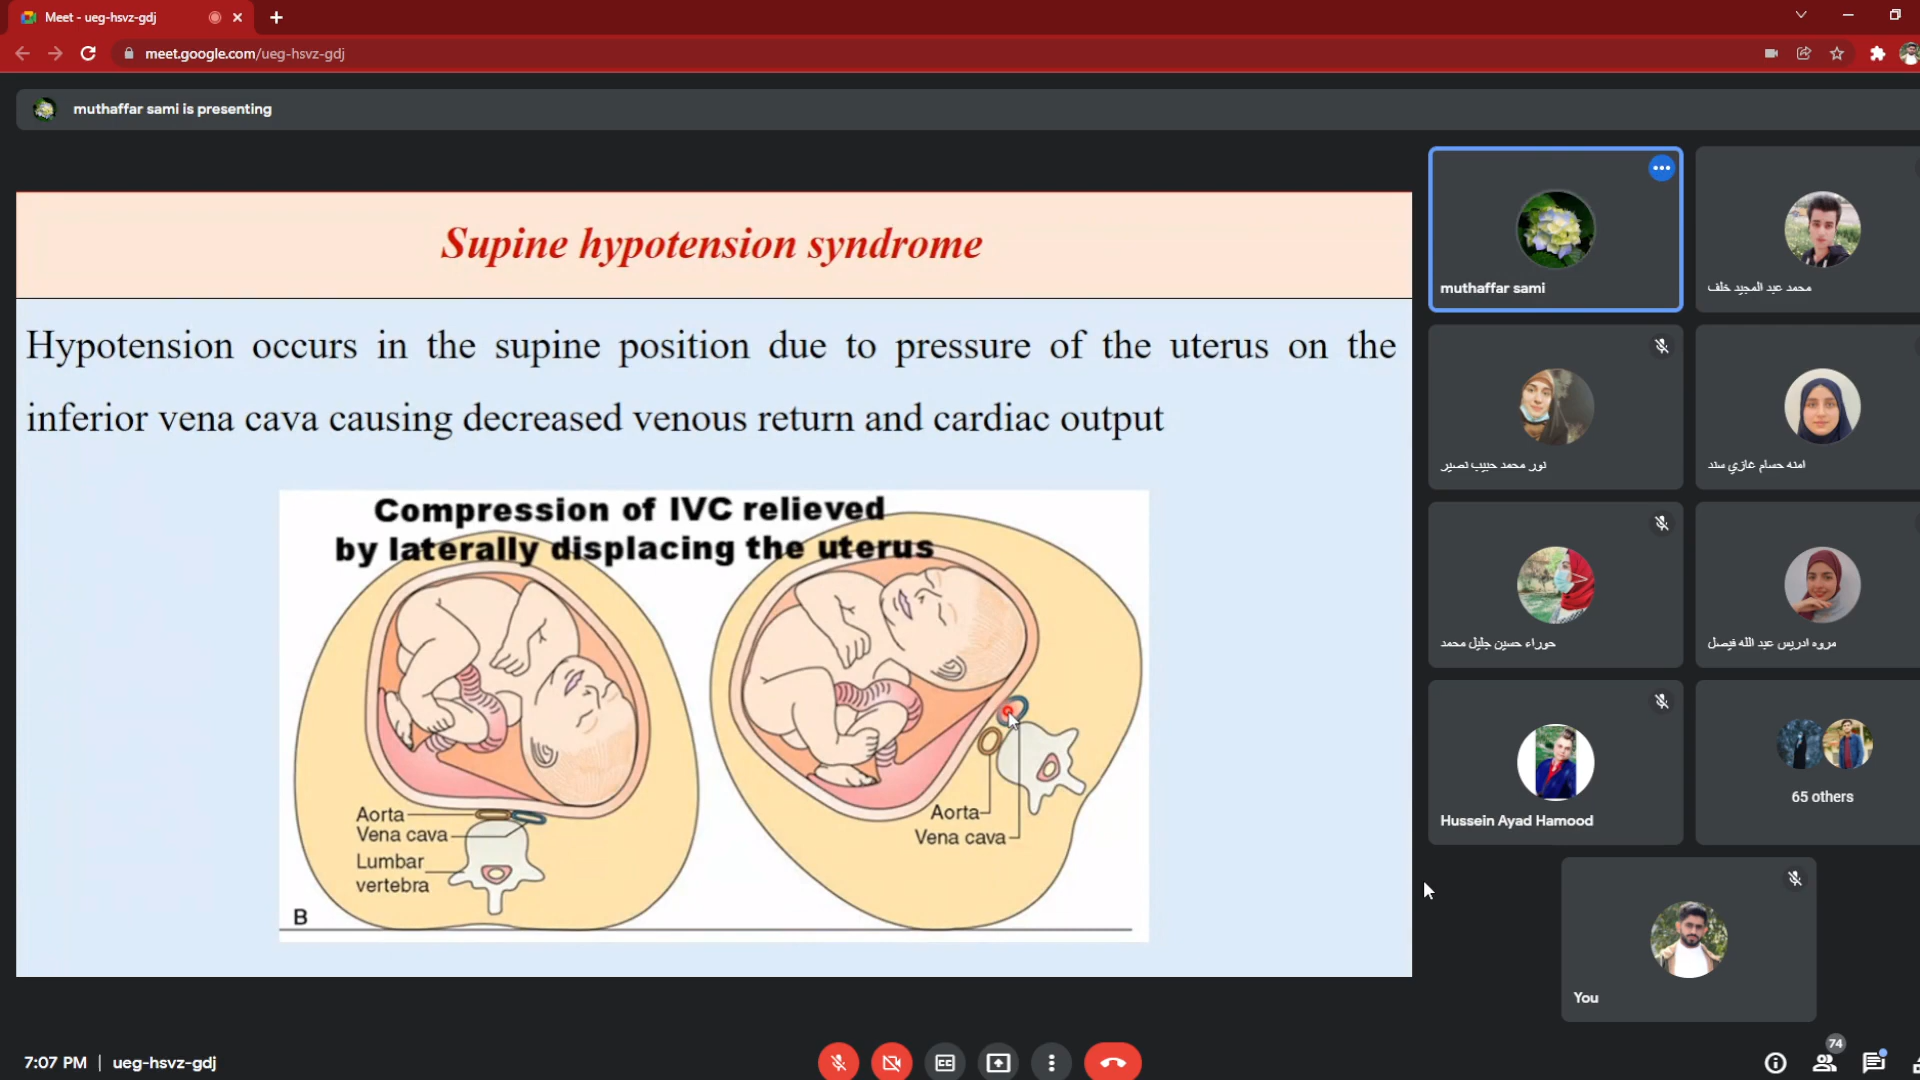 Meet - ueg-hsvz-gdj
meet.google.com/ueg-hsvz-gdj
muthaffar sami is presenting
Supine hypotension syndrome
Hypotension occurs in the supine position due to pressure of the uterus on the
inferior vena cava causing decreased venous return and cardiac output
Compression of IVC relieved
by laterally displacing the uterus
Aorta
Vena cava
Lumbar
vertebra
B
Aorta
Vena cava
muthaffar sami
محمد عبد المجيد خلف
نور محمد حبيب نصير
امنه حسام غازي سند
حوراء حسين جليل محمد
مروه ادريس عبد الله فيصل
Hussein Ayad Hamood
65 others
You
7:07 PM | ueg-hsvz-gdj
CC
74